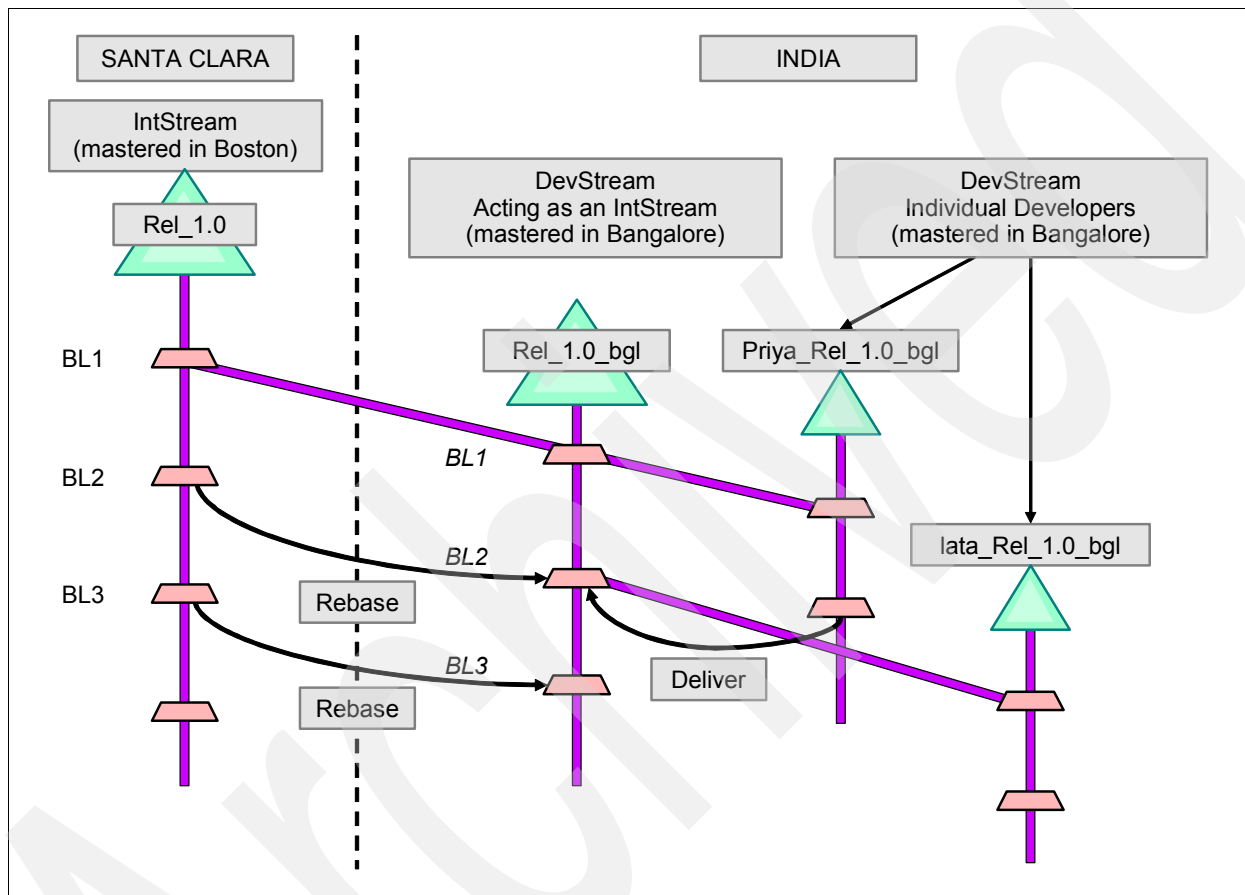 SANTA CLARA
INDIA
IntStream
(mastered in Boston)
DevStream
Acting as an IntStream
(mastered in Bangalore)
DevStream
Individual Developers
(mastered in Bangalore)
Rel_1.0
Rel_1.0_bgl
Priya_Rel_1.0_bgl
BL1
BL1
BL2
lata_Rel_1.0_bgl
BL2
BL3
Rebase
BL3
Deliver
Rebase
Archived